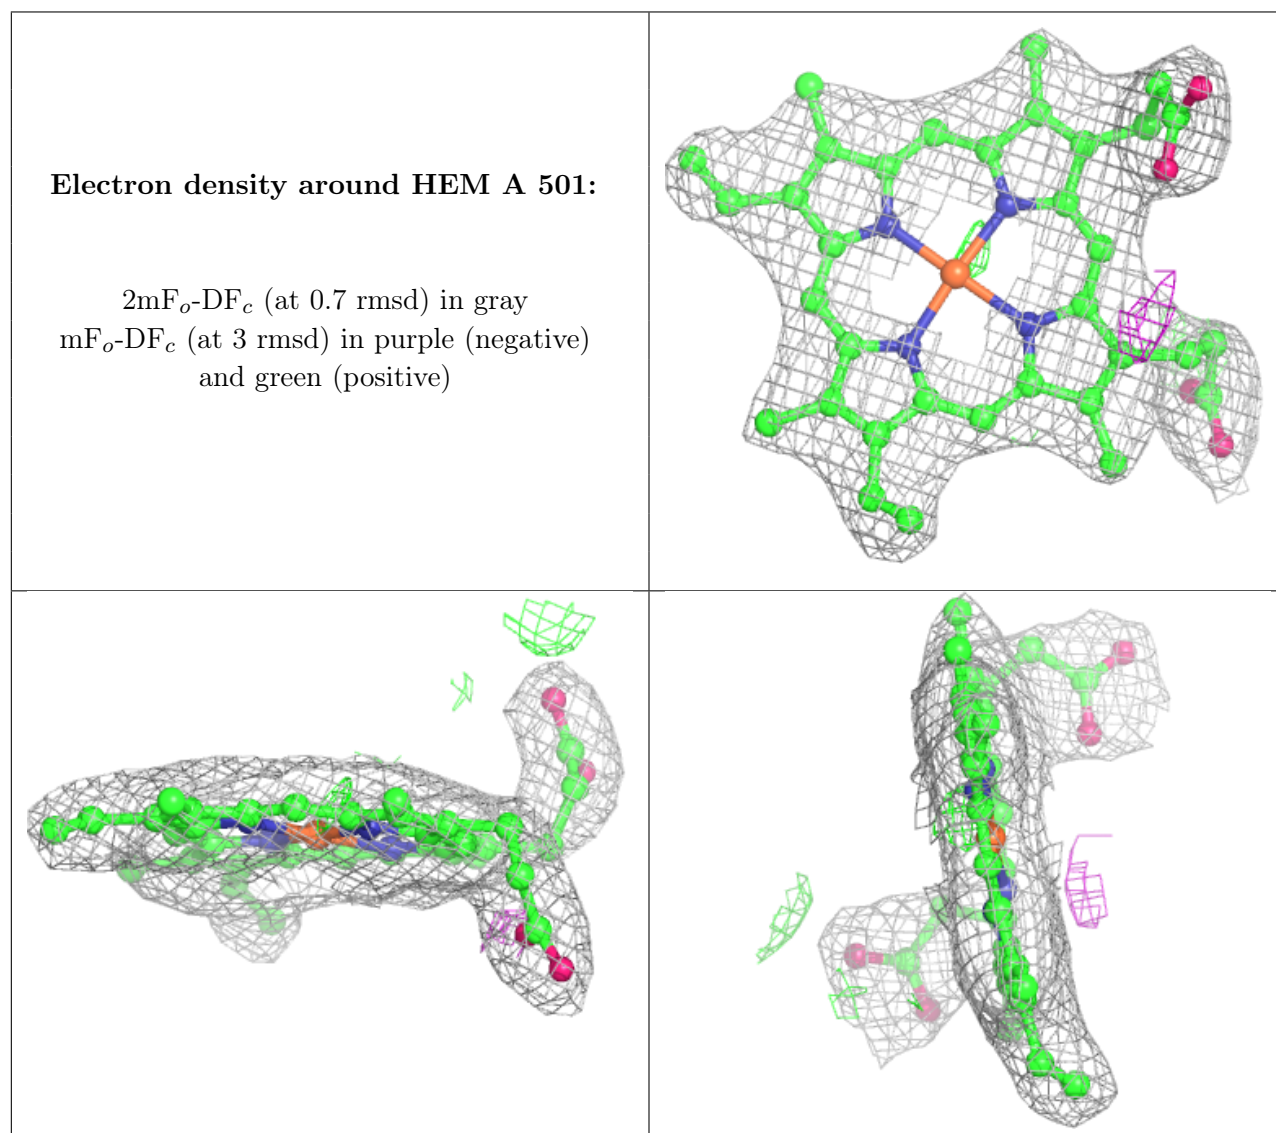 Electron density around HEM A 501:
2mFo-DFc (at 0.7 rmsd) in gray
mFo-DFc (at 3 rmsd) in purple (negative)
and green (positive)